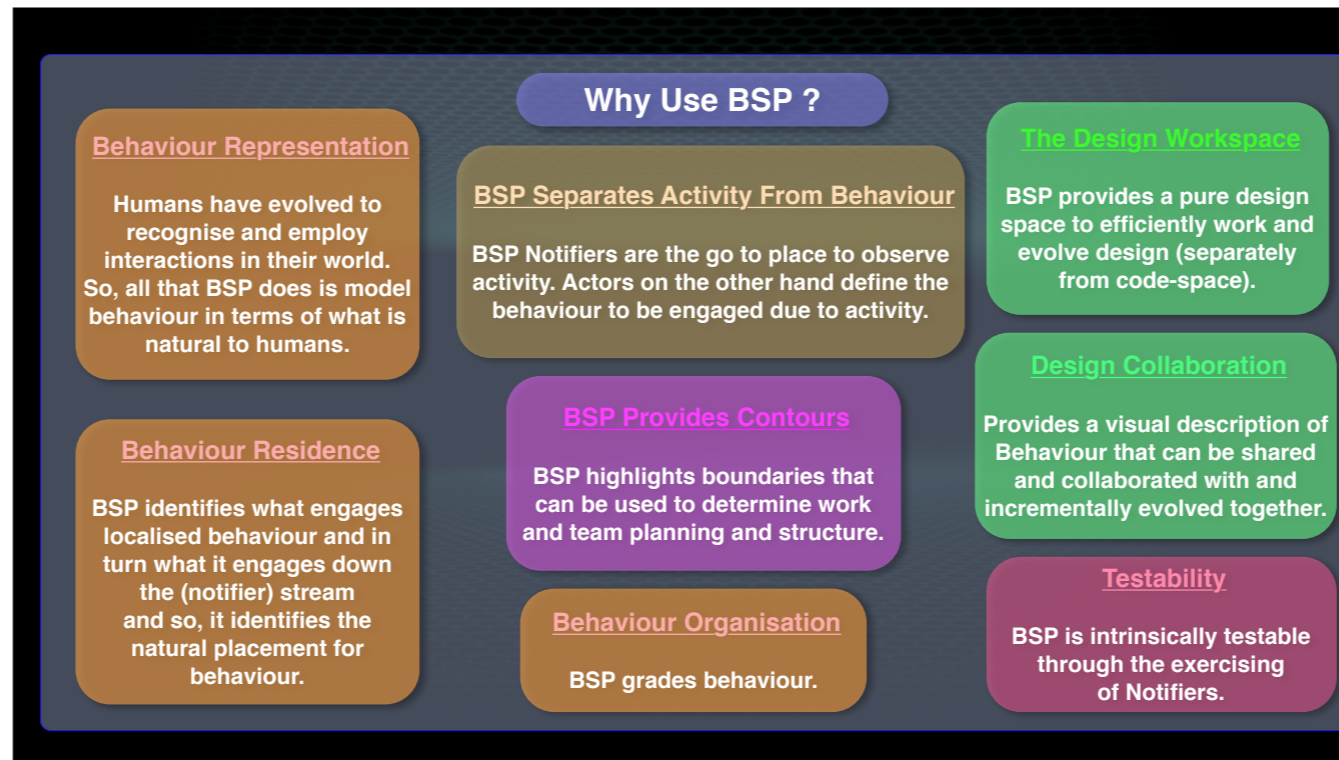 Why Use BSP ?
Behaviour Representation
Humans have evolved to
recognise and employ
interactions in their world.
So, all that BSP does is model
behaviour in terms of what is
natural to humans.
Behaviour Residence
BSP identifies what engages
localised behaviour and in
turn what it engages down
the (notifier) stream
and so, it identifies the
natural placement for
behaviour.
BSP Separates Activity From Behaviour
BSP Notifiers are the go to place to observe
activity. Actors on the other hand define the
behaviour to be engaged due to activity.
BSP Provides Contours
BSP highlights boundaries that
can be used to determine work
and team planning and structure.
Behaviour Organisation
BSP grades behaviour.
The Design Workspace
BSP provides a pure design
space to efficiently work and
evolve design (separately
from code-space).
Design Collaboration
Provides a visual description of
Behaviour that can be shared
and collaborated with and
incrementally evolved together.
Testability
BSP is intrinsically testable
through the exercising
of Notifiers.